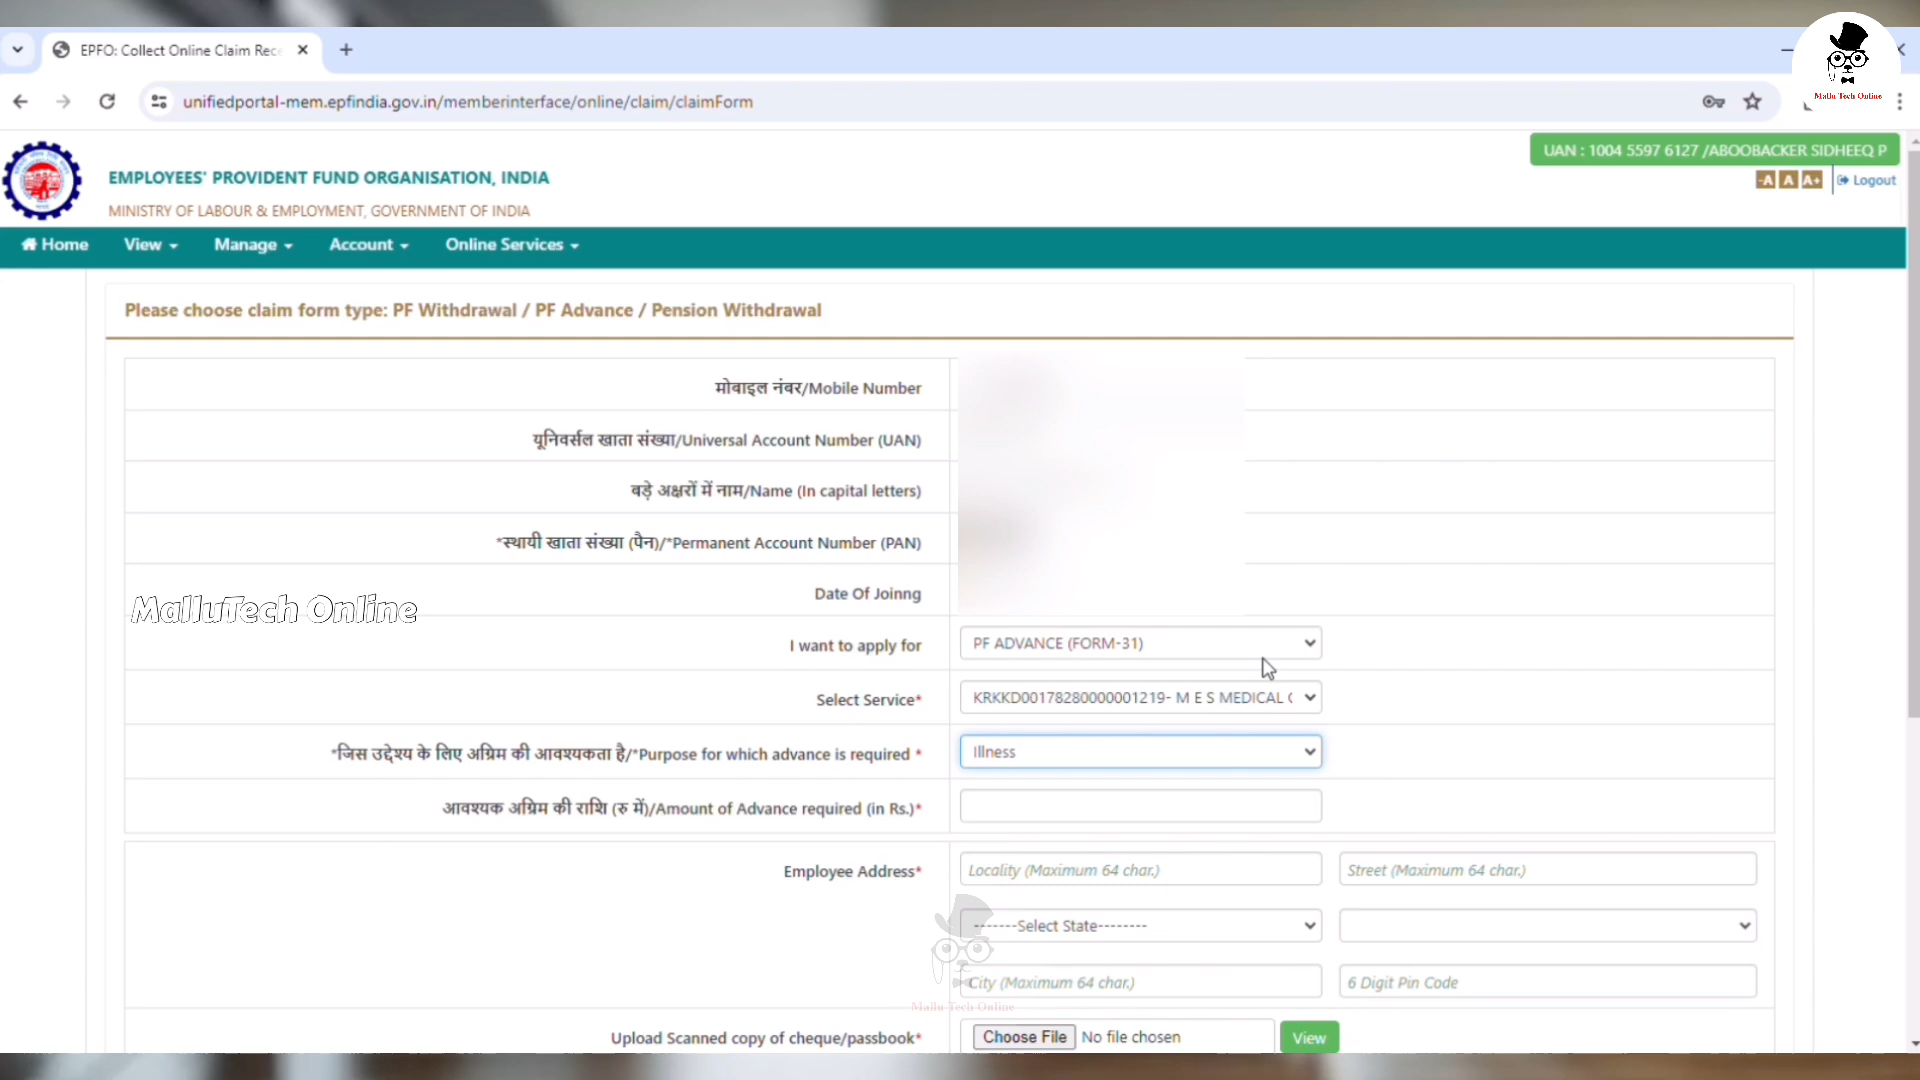 EPFO: Collect Online Claim Rece
unifiedportal-mem.epfindia.gov.in/memberinterface/online/claim/claimForm
Mallu Tech Online
UAN : 1004 5597 6127 /ABOOBACKER SIDHEEQ P
EMPLOYEES' PROVIDENT FUND ORGANISATION, INDIA
-A A A+ Logout
MINISTRY OF LABOUR & EMPLOYMENT, GOVERNMENT OF INDIA
Home View Manage Account Online Services
Please choose claim form type: PF Withdrawal / PF Advance / Pension Withdrawal
मोबाइल नंबर/Mobile Number
यूनिवर्सल खाता संख्या/Universal Account Number (UAN)
बड़े अक्षरों में नाम/Name (In capital letters)
*स्थायी खाता संख्या (पैन)/*Permanent Account Number (PAN)
Date Of Joinng
MalluTech Online
I want to apply for PF ADVANCE (FORM-31)
Select Service* KRKKD00178280000001219- M E S MEDICAL C
*जिस उद्देश्य के लिए अग्रिम की आवश्यकता है/*Purpose for which advance is required * Illness
आवश्यक अग्रिम की राशि (रु में)/Amount of Advance required (in Rs.)*
Employee Address* Locality (Maximum 64 char.) Street (Maximum 64 char.)
-------Select State--------
City (Maximum 64 char.) 6 Digit Pin Code
Mallu Tech Online
Upload Scanned copy of cheque/passbook* Choose File No file chosen View